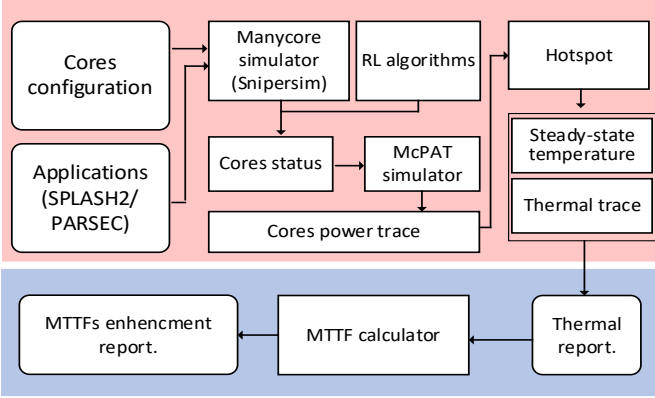 Cores
configuration
Manycore
simulator
(Snipersim)
RL algorithms
Hotspot
Applications
(SPLASH2/
PARSEC)
Cores status
McPAT
simulator
Steady-state
temperature
Thermal trace
Cores power trace
MTTFs enhencment
report.
MTTF calculator
Thermal
report.